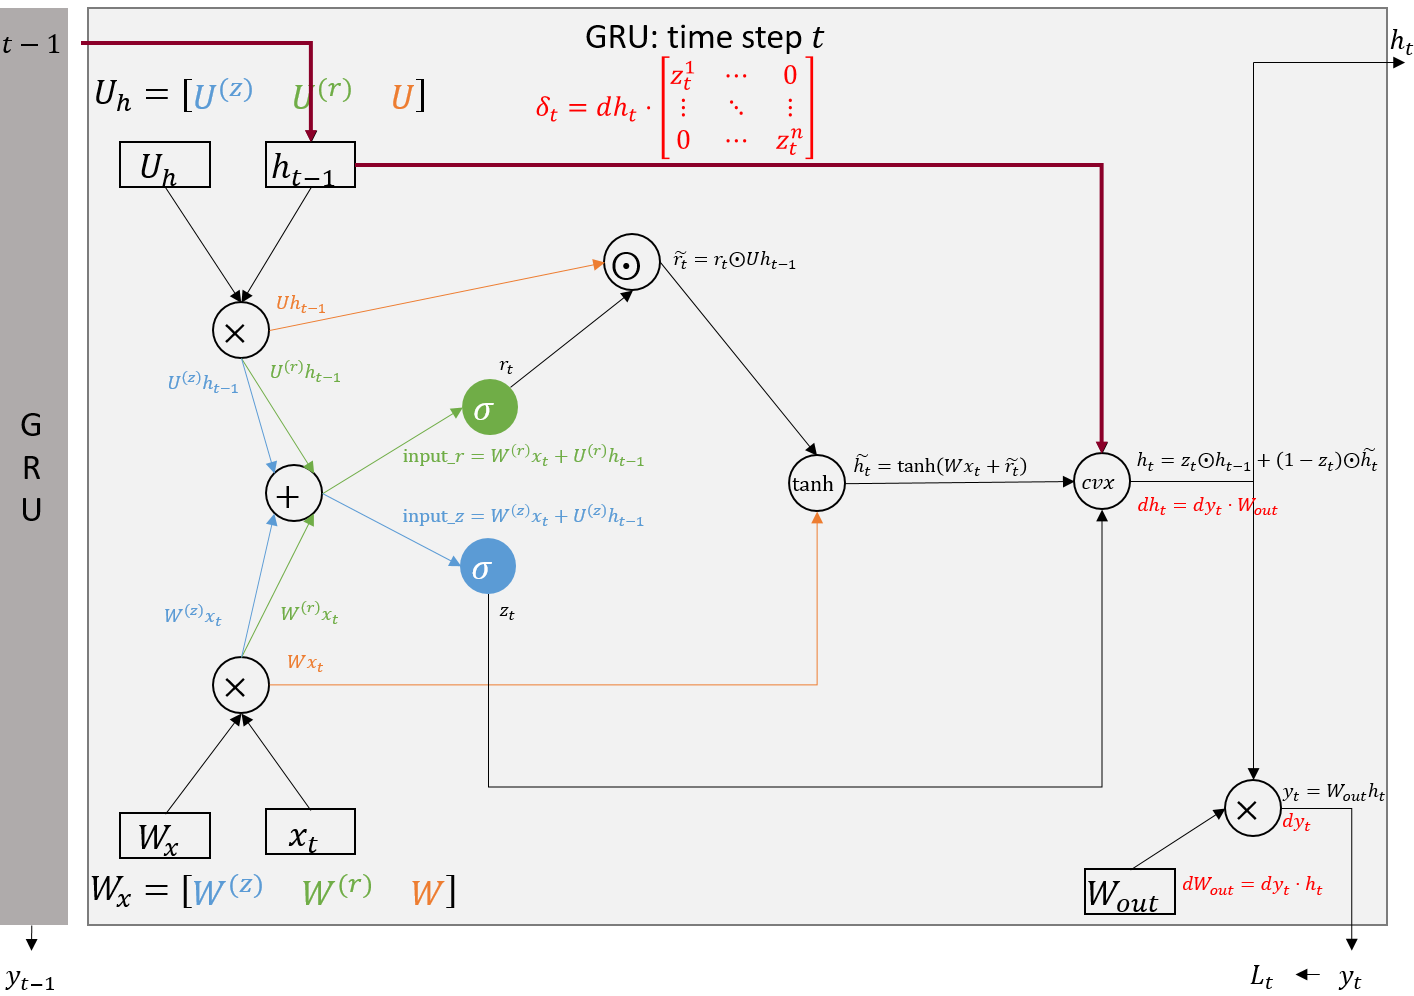 t − 1
GRU: time step t
h_t
U_h = [U^(z) U^(r) U]
δ_t = dh_t · [z_t^1 ⋯ 0
⋮ ⋱ ⋮
0 ⋯ z_t^n]
U_h
h_{t−1}
⊙
r̃_t = r_t⊙Uh_{t−1}
Uh_{t−1}
×
U^(z)h_{t−1}
U^(r)h_{t−1}
r_t
σ
G
R
U
input_r = W^(r)x_t + U^(r)h_{t−1}
+
input_z = W^(z)x_t + U^(z)h_{t−1}
tanh
h̃_t = tanh(Wx_t + r̃_t)
cvx
h_t = z_t⊙h_{t−1} + (1 − z_t)⊙h̃_t
dh_t = dy_t · W_out
σ
z_t
W^(z)x_t
W^(r)x_t
Wx_t
×
W_x
x_t
W_x = [W^(z) W^(r) W]
×
y_t = W_out h_t
dy_t
W_out
dW_out = dy_t · h_t
y_{t−1}
L_t
y_t